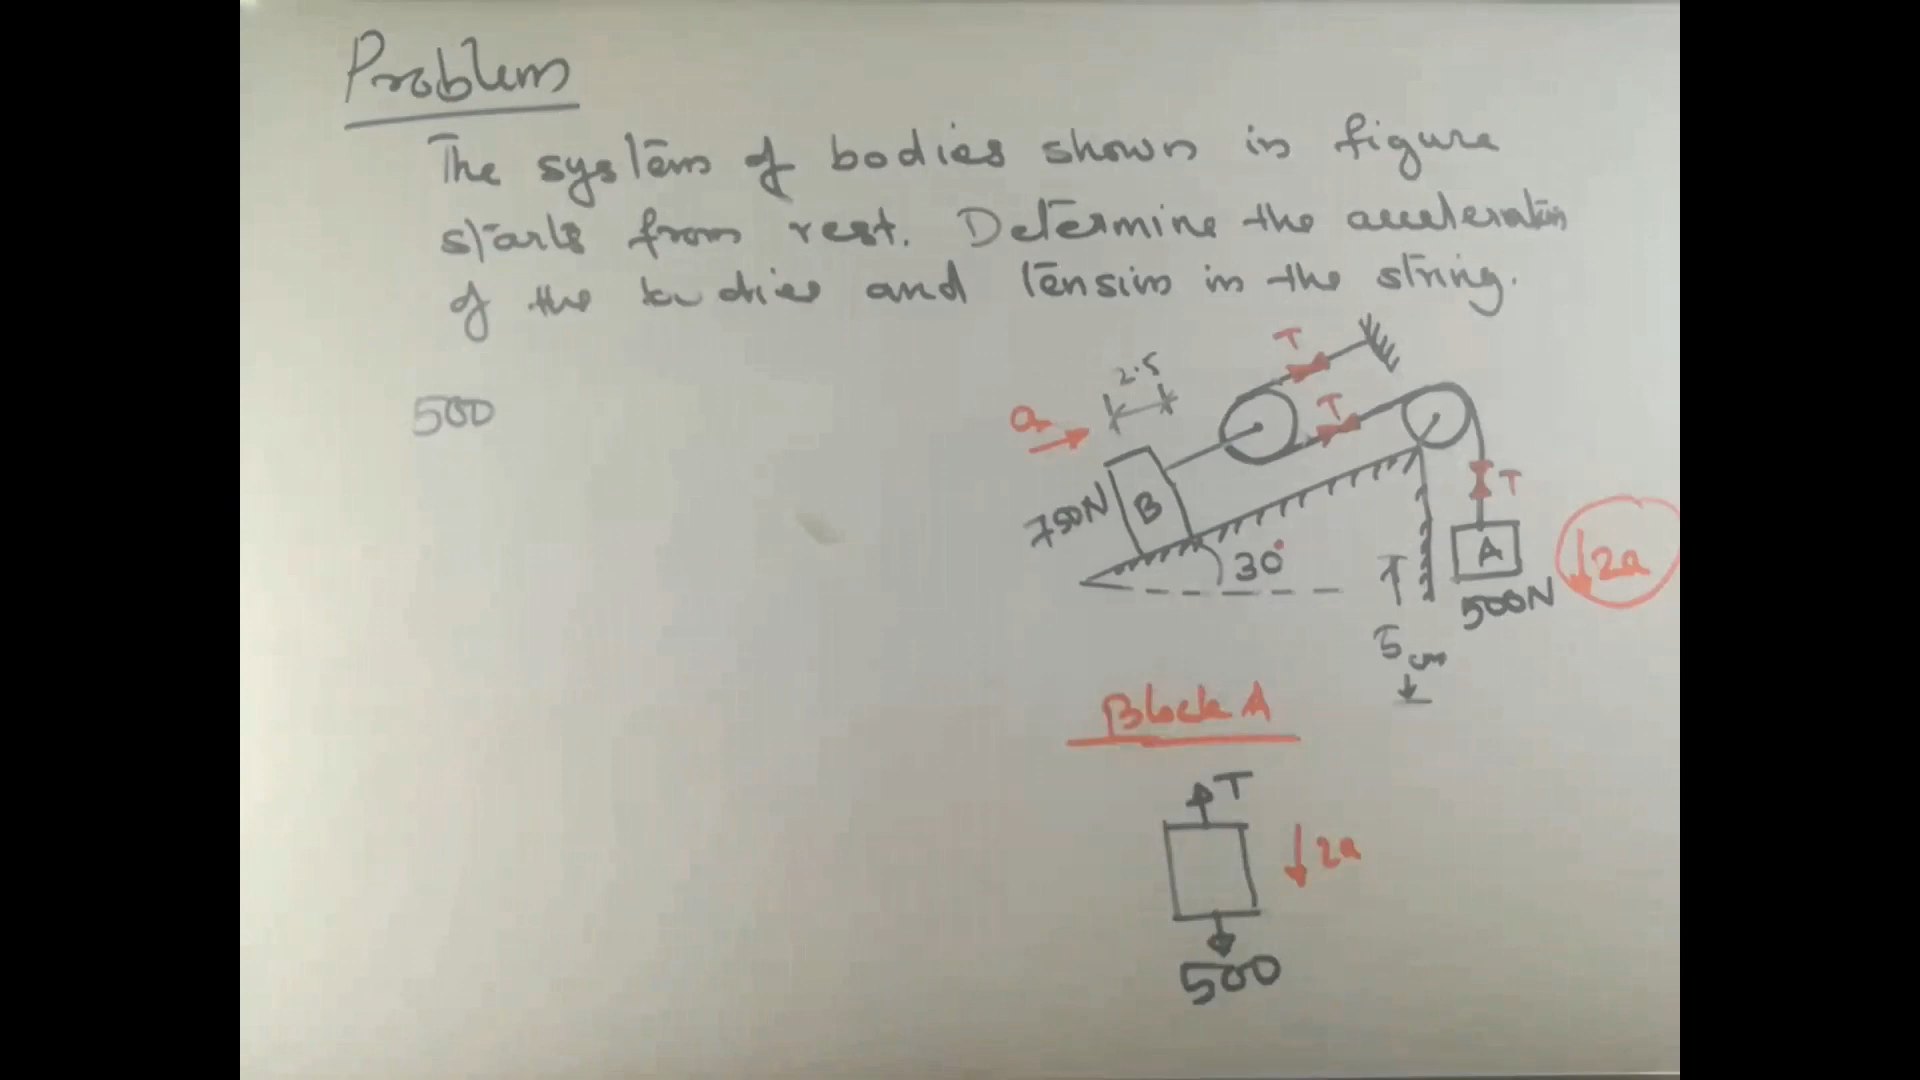 Problem
The system of bodies shown in figure
starts from rest. Determine the acceleration
of the bodies and tension in the string.
500
T
2.5
T
a
T
750N
B
30°
A
2a
500N
5 cm
Block A
T
2a
500